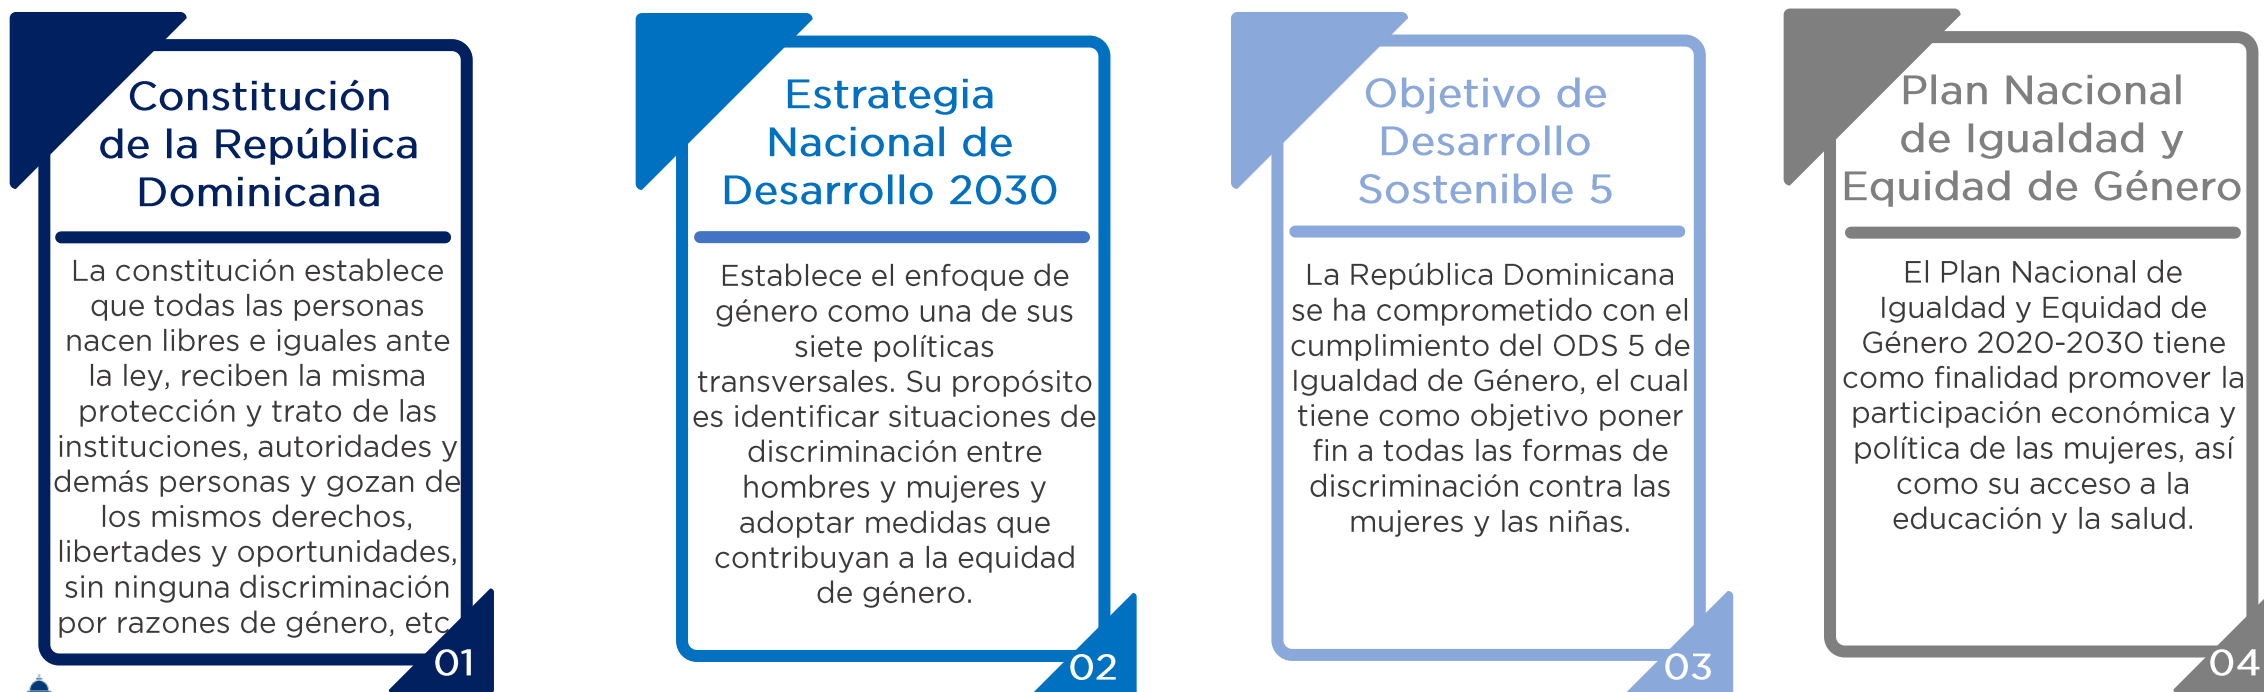 Constitución
de la República
Dominicana
La constitución establece
que todas las personas
nacen libres e iguales ante
la ley, reciben la misma
protección y trato de las
instituciones, autoridades y
demás personas y gozan de
los mismos derechos,
libertades y oportunidades,
sin ninguna discriminación
por razones de género, etc
01
Estrategia
Nacional de
Desarrollo 2030
Establece el enfoque de
género como una de sus
siete políticas
transversales. Su propósito
es identificar situaciones de
discriminación entre
hombres y mujeres y
adoptar medidas que
contribuyan a la equidad
de género.
02
Objetivo de
Desarrollo
Sostenible 5
La República Dominicana
se ha comprometido con el
cumplimiento del ODS 5 de
Igualdad de Género, el cual
tiene como objetivo poner
fin a todas las formas de
discriminación contra las
mujeres y las niñas.
03
Plan Nacional
de Igualdad y
Equidad de Género
El Plan Nacional de
Igualdad y Equidad de
Género 2020-2030 tiene
como finalidad promover la
participación económica y
política de las mujeres, así
como su acceso a la
educación y la salud.
04